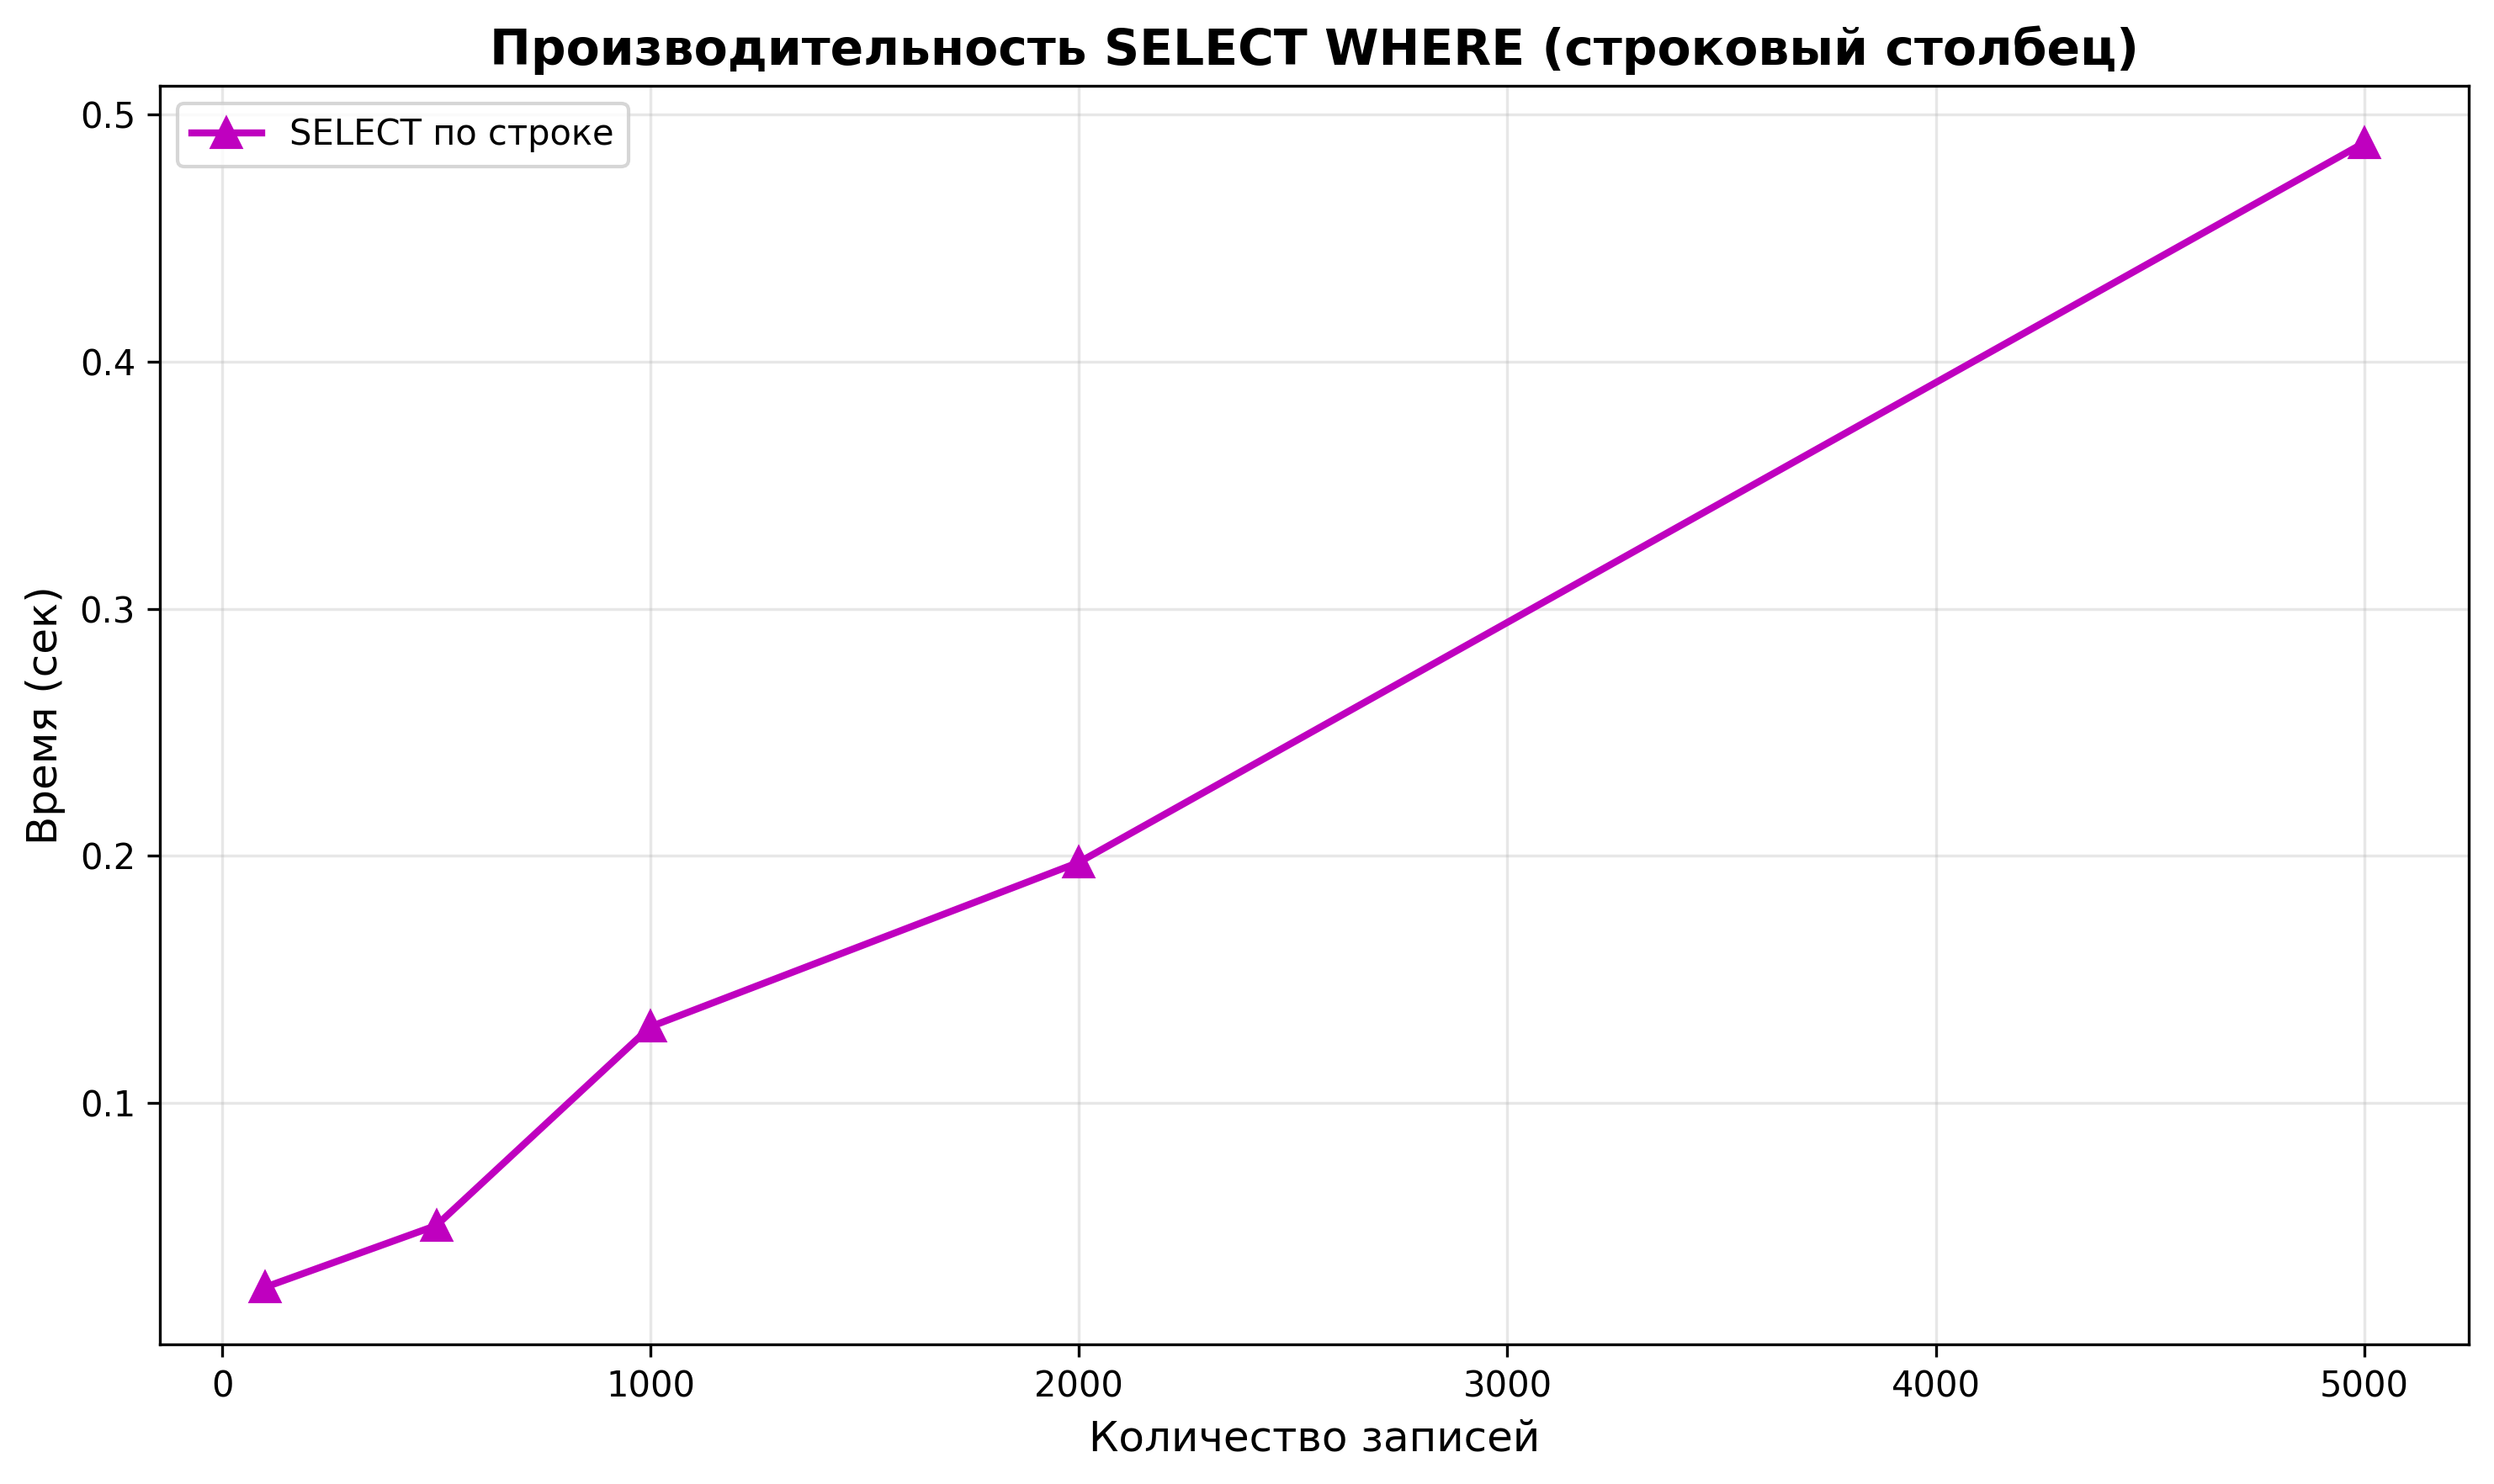 Производительность SELECT WHERE (строковый столбец)
SELECT по строке
0.5
0.4
0.3
0.2
0.1
Время (сек)
0 1000 2000 3000 4000 5000
Количество записей